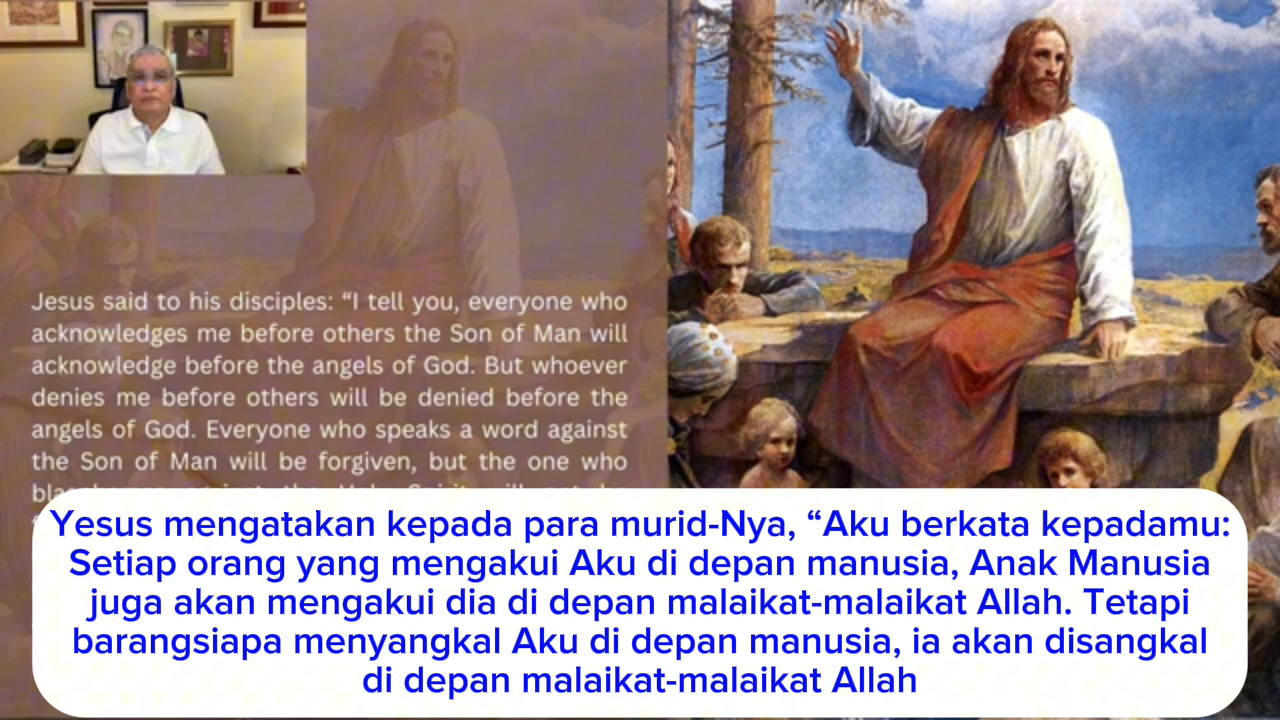 Jesus said to his disciples: “I tell you, everyone who
acknowledges me before others the Son of Man will
acknowledge before the angels of God. But whoever
denies me before others will be denied before the
angels of God. Everyone who speaks a word against
the Son of Man will be forgiven, but the one who
Yesus mengatakan kepada para murid-Nya, “Aku berkata kepadamu:
Setiap orang yang mengakui Aku di depan manusia, Anak Manusia
juga akan mengakui dia di depan malaikat-malaikat Allah. Tetapi
barangsiapa menyangkal Aku di depan manusia, ia akan disangkal
di depan malaikat-malaikat Allah